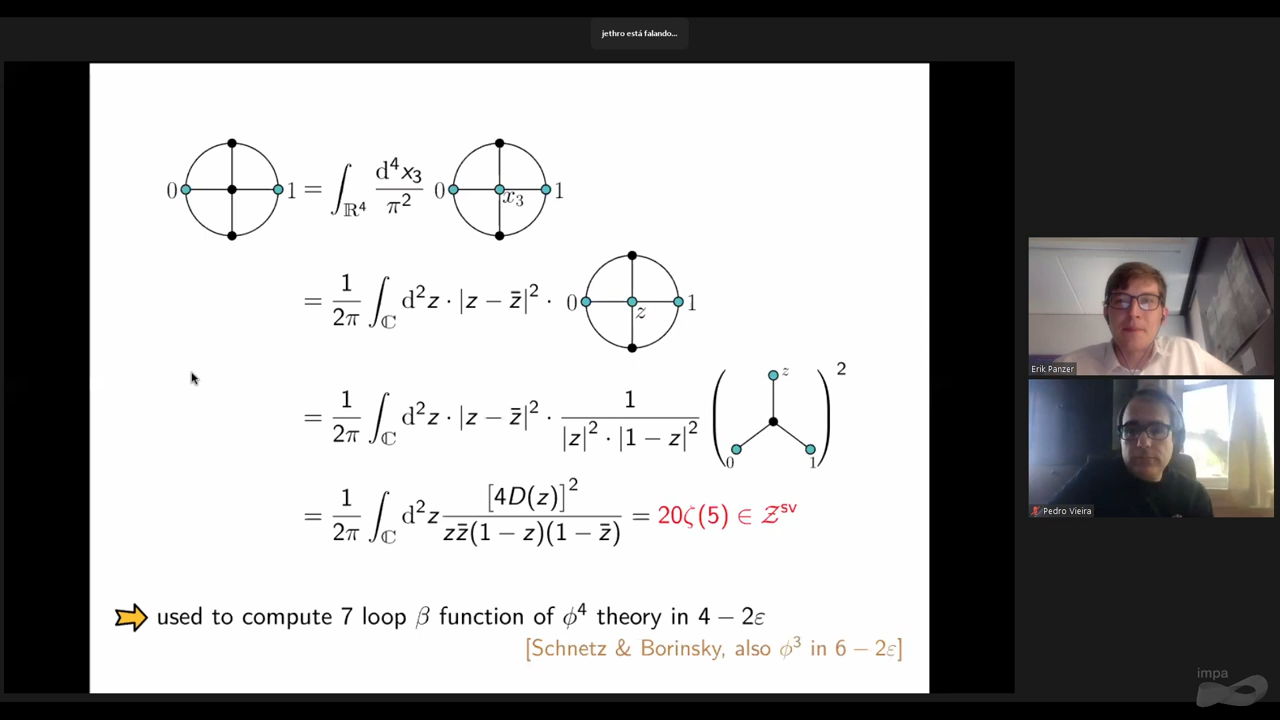 jethro está falando...
0 1 = ∫_{ℝ⁴} d⁴x₃/π² 0 x₃ 1
= 1/2π ∫_ℂ d²z · |z − z̄|² · 0 z 1
= 1/2π ∫_ℂ d²z · |z − z̄|² · 1/(|z|² · |1 − z|²) ( z 0 1 )²
= 1/2π ∫_ℂ d²z [4D(z)]²/(zz̄(1 − z)(1 − z̄)) = 20ζ(5) ∈ 𝒵^sv
used to compute 7 loop β function of ϕ⁴ theory in 4 − 2ε
[Schnetz & Borinsky, also ϕ³ in 6 − 2ε]
Erik Panzer
Pedro Vieira
impa